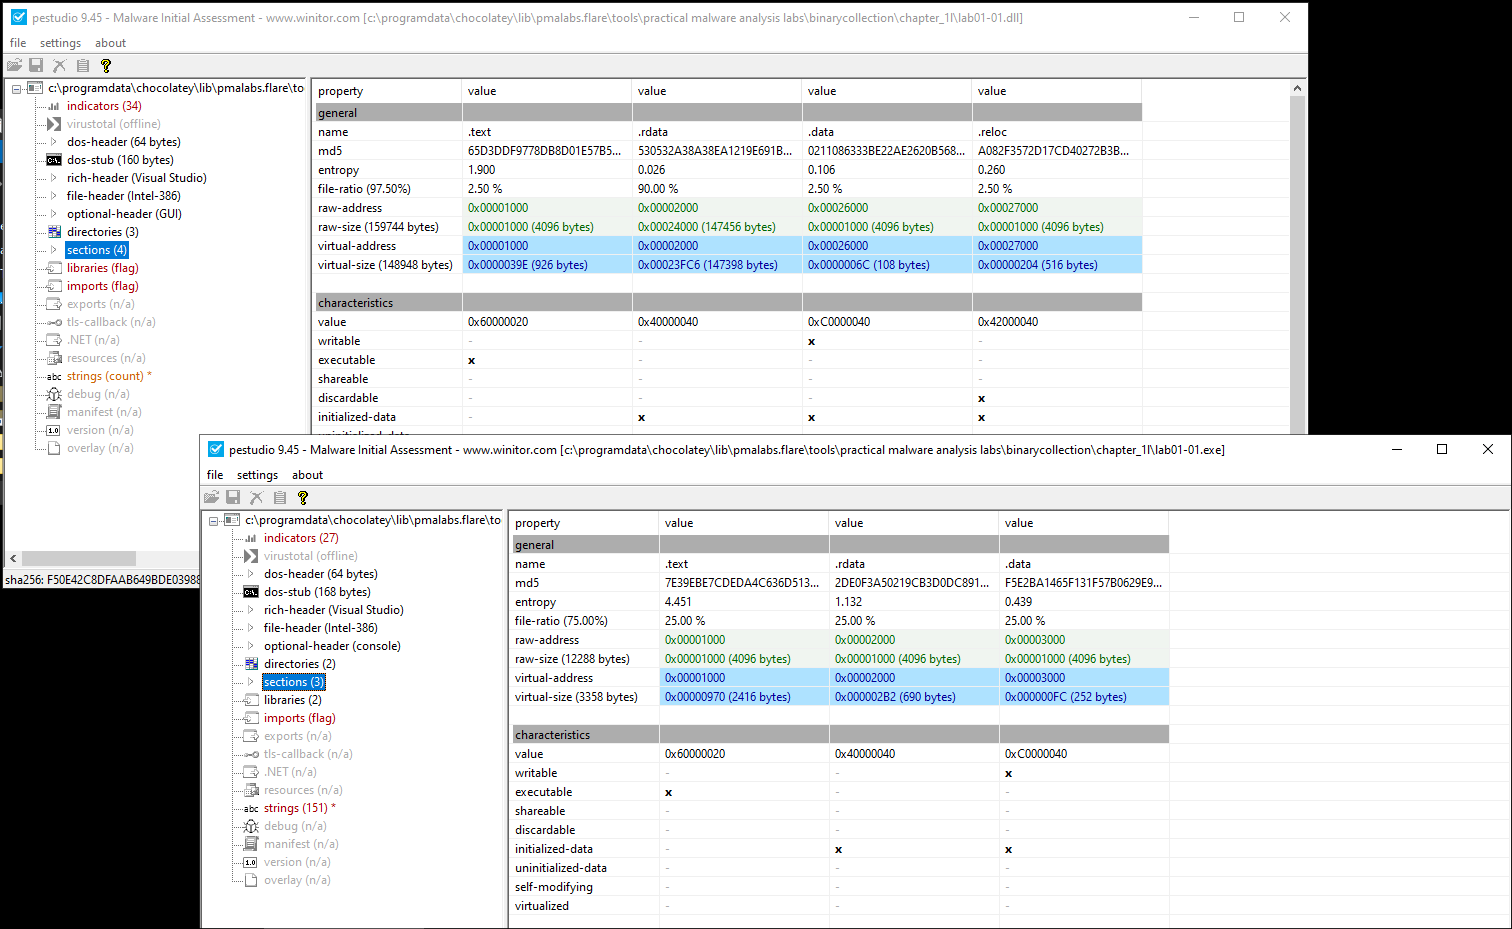 pestudio 9.45 - Malware Initial Assessment - www.winitor.com [c:\programdata\chocolatey\lib\pmalabs.flare\tools\practical malware analysis labs\binarycollection\chapter_1l\lab01-01.dll]
file settings about
c:\programdata\chocolatey\lib\pmalabs.flare\to
indicators (34)
virustotal (offline)
dos-header (64 bytes)
dos-stub (160 bytes)
rich-header (Visual Studio)
file-header (Intel-386)
optional-header (GUI)
directories (3)
sections (4)
libraries (flag)
imports (flag)
exports (n/a)
tls-callback (n/a)
.NET (n/a)
resources (n/a)
abc strings (count) *
debug (n/a)
manifest (n/a)
1.0 version (n/a)
overlay (n/a)
sha256: F50E42C8DFAAB649BDE03988
property value value value value
general
name .text .rdata .data .reloc
md5 65D3DDF9778DB8D01E57B5... 530532A38A38EA1219E691B... 0211086333BE22AE2620B568... A082F3572D17CD40272B3B...
entropy 1.900 0.026 0.106 0.260
file-ratio (97.50%) 2.50 % 90.00 % 2.50 % 2.50 %
raw-address 0x00001000 0x00002000 0x00026000 0x00027000
raw-size (159744 bytes) 0x00001000 (4096 bytes) 0x00024000 (147456 bytes) 0x00001000 (4096 bytes) 0x00001000 (4096 bytes)
virtual-address 0x00001000 0x00002000 0x00026000 0x00027000
virtual-size (148948 bytes) 0x0000039E (926 bytes) 0x00023FC6 (147398 bytes) 0x0000006C (108 bytes) 0x00000204 (516 bytes)
characteristics
value 0x60000020 0x40000040 0xC0000040 0x42000040
writable - - x -
executable x - - -
shareable - - - -
discardable - - - x
initialized-data - x x x
pestudio 9.45 - Malware Initial Assessment - www.winitor.com [c:\programdata\chocolatey\lib\pmalabs.flare\tools\practical malware analysis labs\binarycollection\chapter_1l\lab01-01.exe]
file settings about
c:\programdata\chocolatey\lib\pmalabs.flare\to
indicators (27)
virustotal (offline)
dos-header (64 bytes)
dos-stub (168 bytes)
rich-header (Visual Studio)
file-header (Intel-386)
optional-header (console)
directories (2)
sections (3)
libraries (2)
imports (flag)
exports (n/a)
tls-callback (n/a)
.NET (n/a)
resources (n/a)
abc strings (151) *
debug (n/a)
manifest (n/a)
1.0 version (n/a)
overlay (n/a)
property value value value
general
name .text .rdata .data
md5 7E39EBE7CDEDA4C636D513... 2DE0F3A50219CB3D0DC891... F5E2BA1465F131F57B0629E9...
entropy 4.451 1.132 0.439
file-ratio (75.00%) 25.00 % 25.00 % 25.00 %
raw-address 0x00001000 0x00002000 0x00003000
raw-size (12288 bytes) 0x00001000 (4096 bytes) 0x00001000 (4096 bytes) 0x00001000 (4096 bytes)
virtual-address 0x00001000 0x00002000 0x00003000
virtual-size (3358 bytes) 0x00000970 (2416 bytes) 0x000002B2 (690 bytes) 0x000000FC (252 bytes)
characteristics
value 0x60000020 0x40000040 0xC0000040
writable - - x
executable x - -
shareable - - -
discardable - - -
initialized-data - x x
uninitialized-data - - -
self-modifying - - -
virtualized - - -